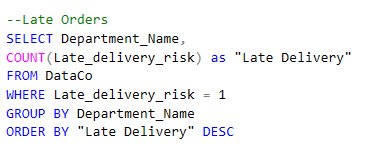 --Late Orders
SELECT Department_Name,
COUNT(Late_delivery_risk) as "Late Delivery"
FROM DataCo
WHERE Late_delivery_risk = 1
GROUP BY Department_Name
ORDER BY "Late Delivery" DESC